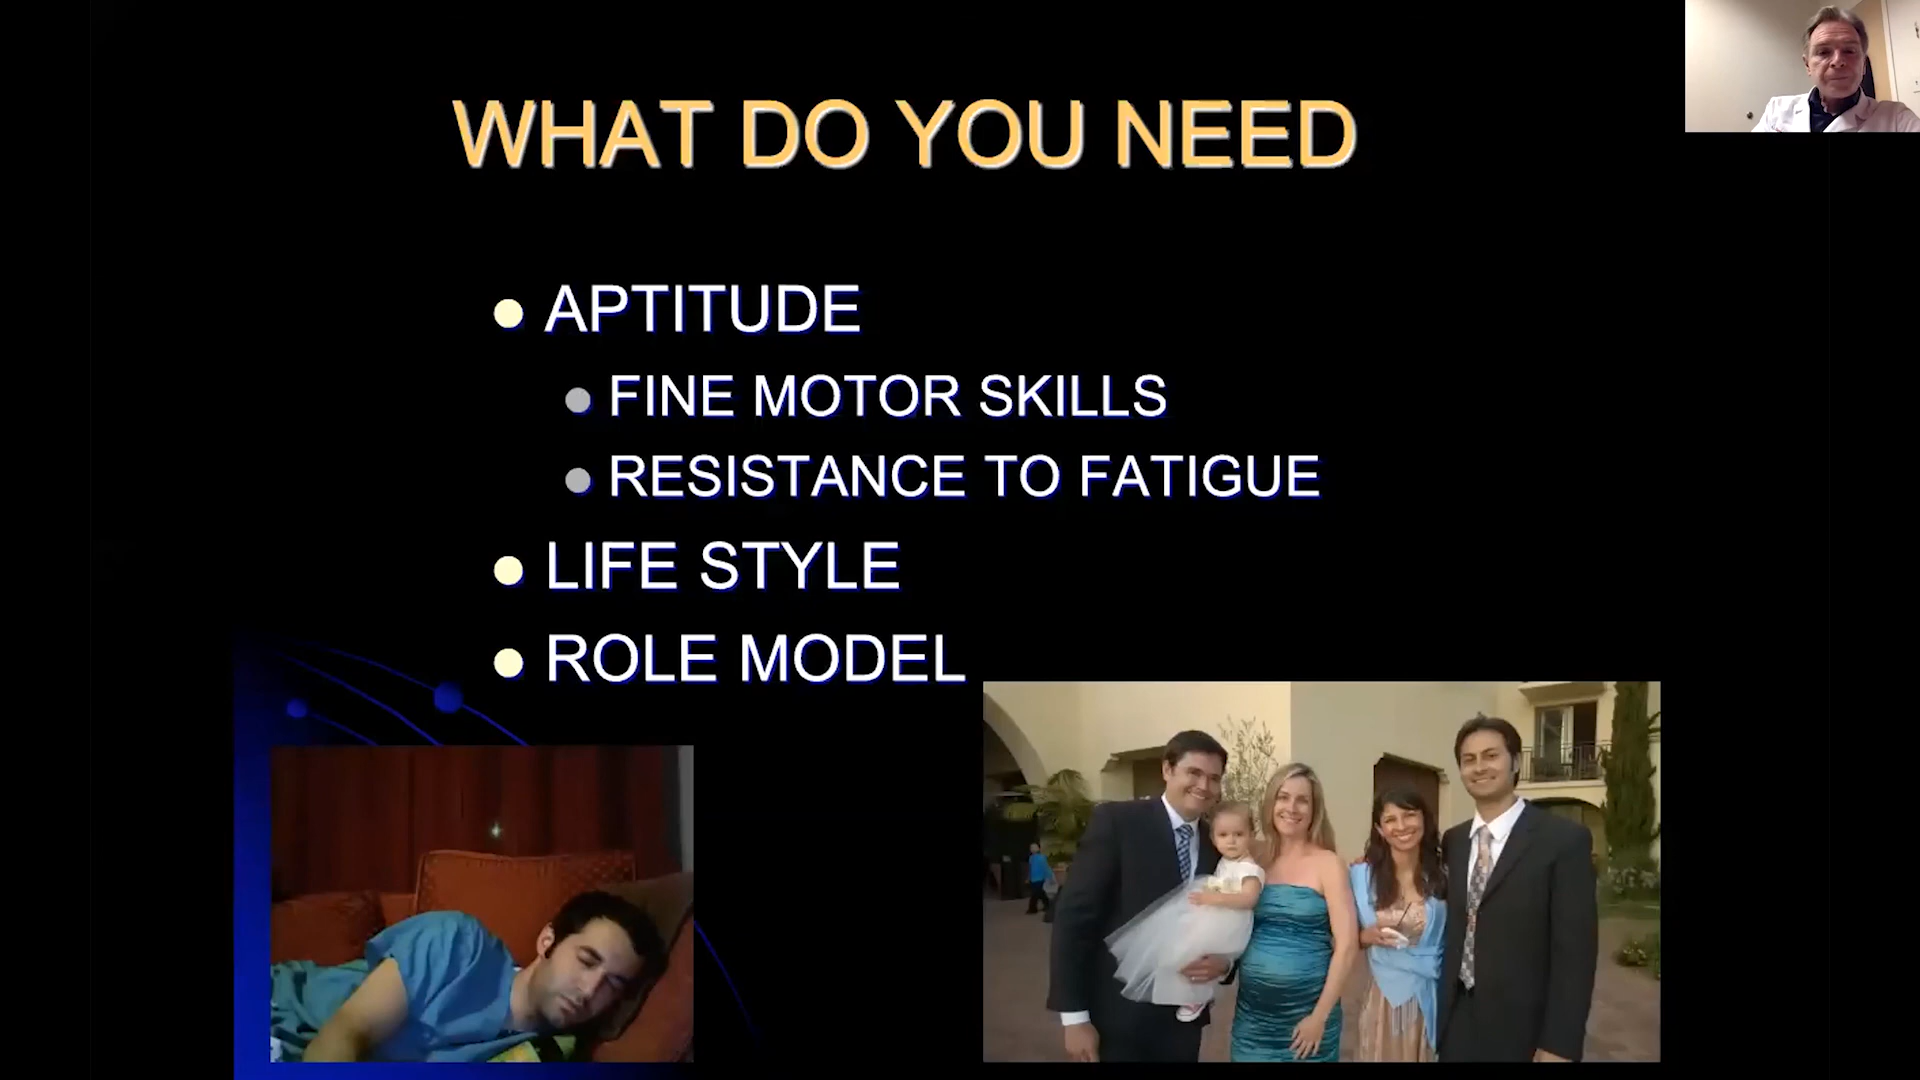 WHAT DO YOU NEED
APTITUDE
FINE MOTOR SKILLS
RESISTANCE TO FATIGUE
LIFE STYLE
ROLE MODEL